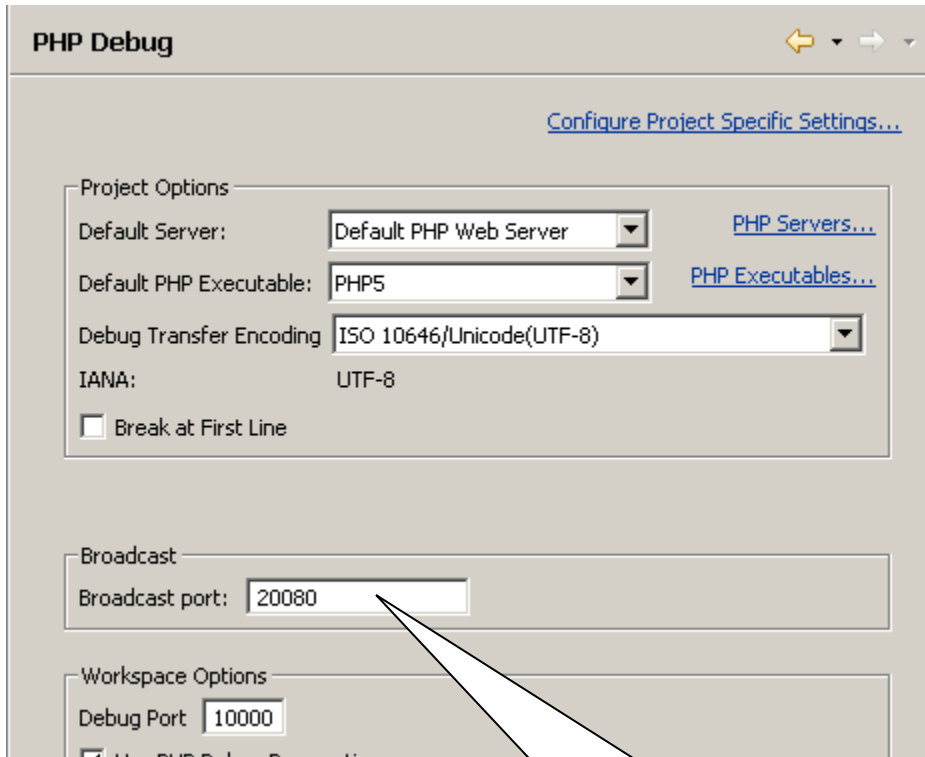 PHP Debug
Configure Project Specific Settings...
Project Options
Default Server: Default PHP Web Server PHP Servers...
Default PHP Executable: PHP5 PHP Executables...
Debug Transfer Encoding ISO 10646/Unicode(UTF-8)
IANA: UTF-8
Break at First Line
Broadcast
Broadcast port: 20080
Workspace Options
Debug Port 10000